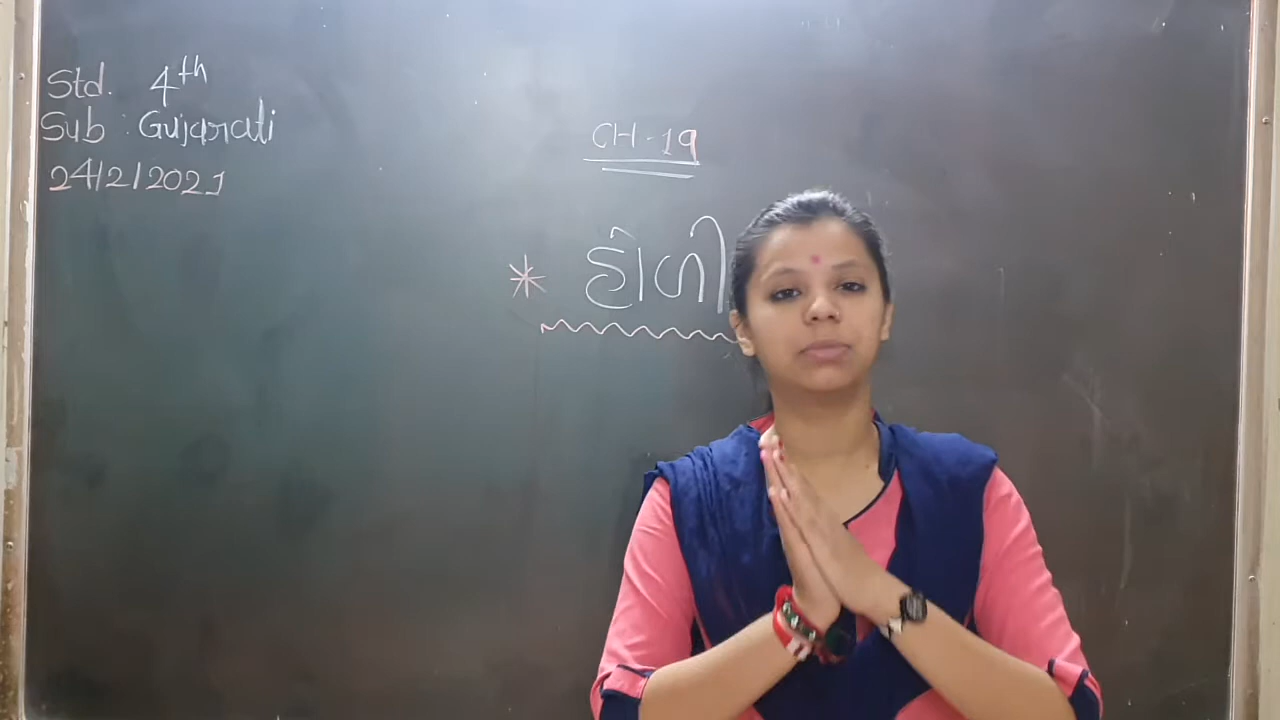 Std. 4th
Sub : Gujarati
24/2/2021
CH-19
* હોળી